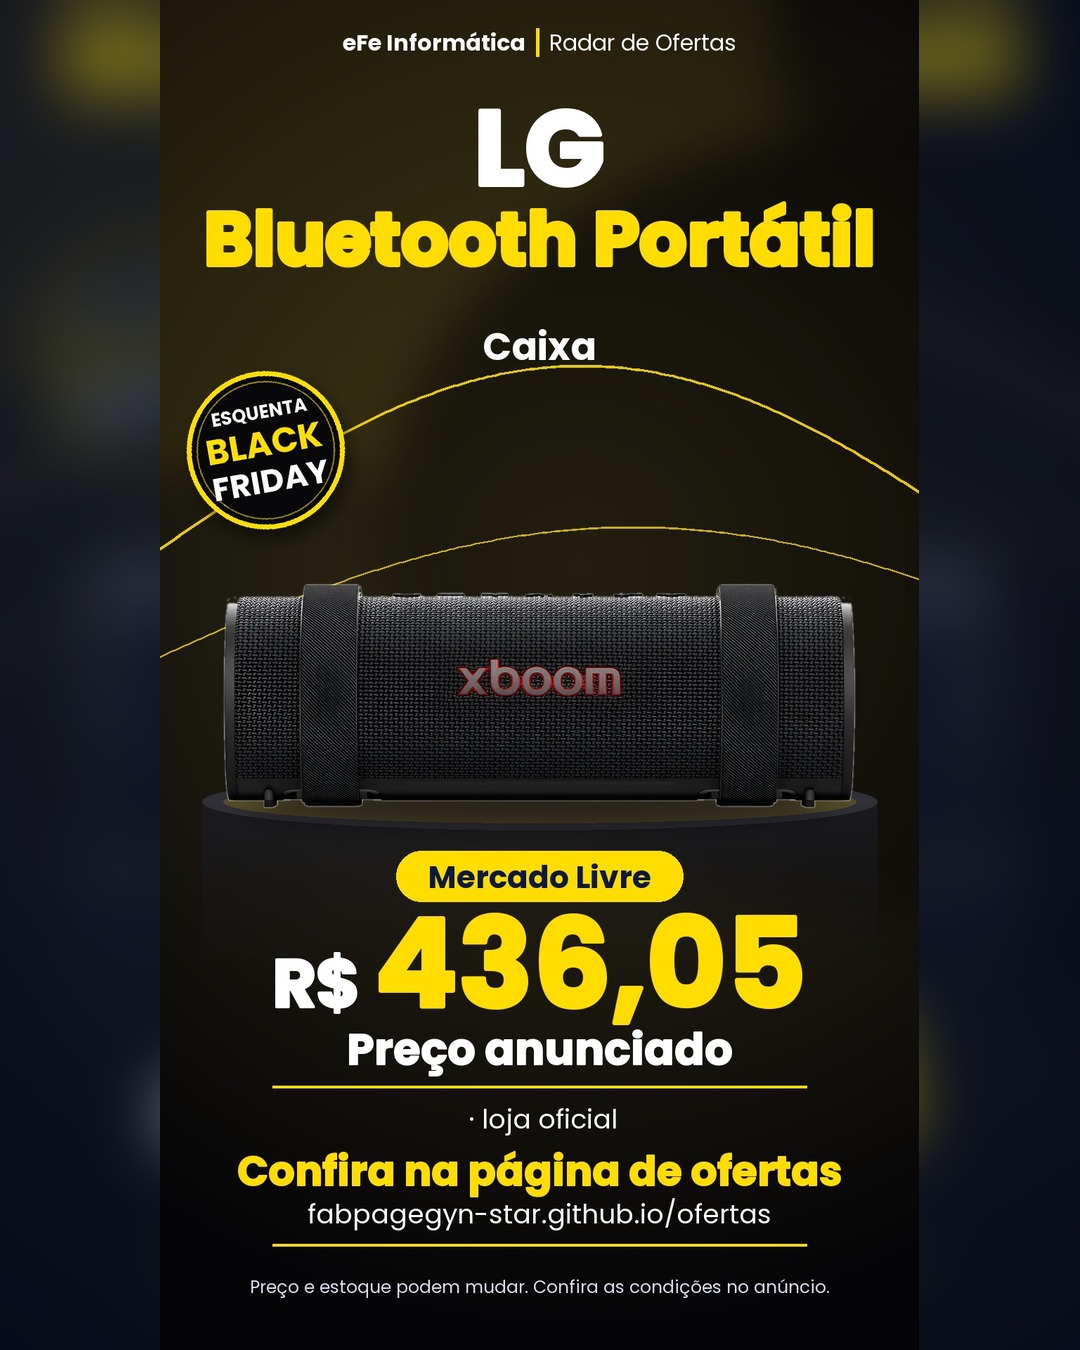 eFe Informática | Radar de Ofertas
LG
Bluetooth Portátil
Caixa
ESQUENTA
BLACK
FRIDAY
xboom
Mercado Livre
R$ 436,05
Preço anunciado
· loja oficial
Confira na página de ofertas
fabpagegyn-star.github.io/ofertas
Preço e estoque podem mudar. Confira as condições no anúncio.